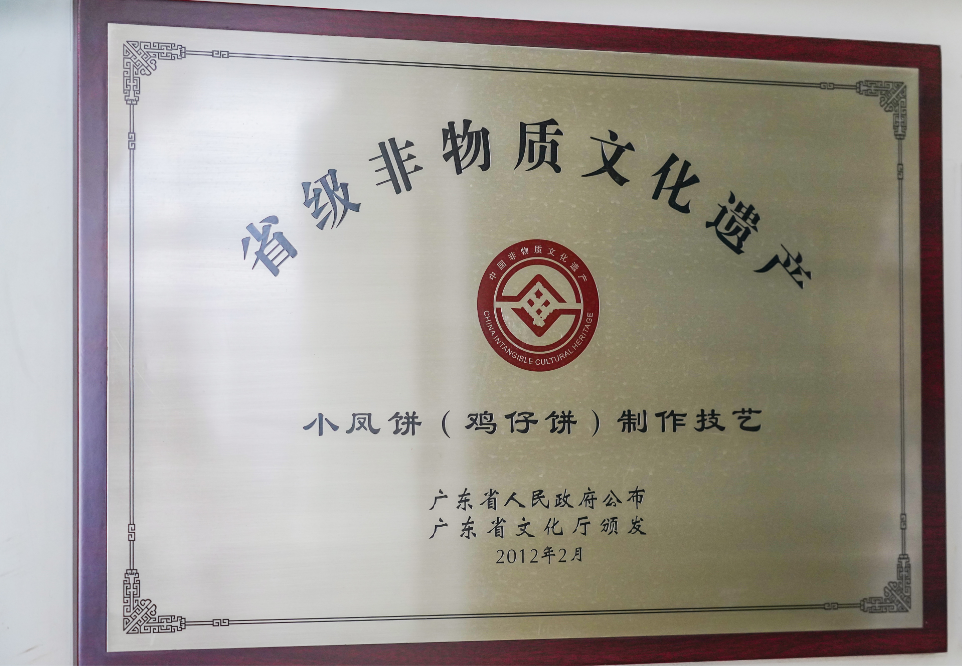 省级非物质文化遗产
中国非物质文化遗产
CHINA INTANGIBLE CULTURAL HERITAGE
小凤饼（鸡仔饼）制作技艺
广东省人民政府公布
广东省文化厅颁发
2012年2月